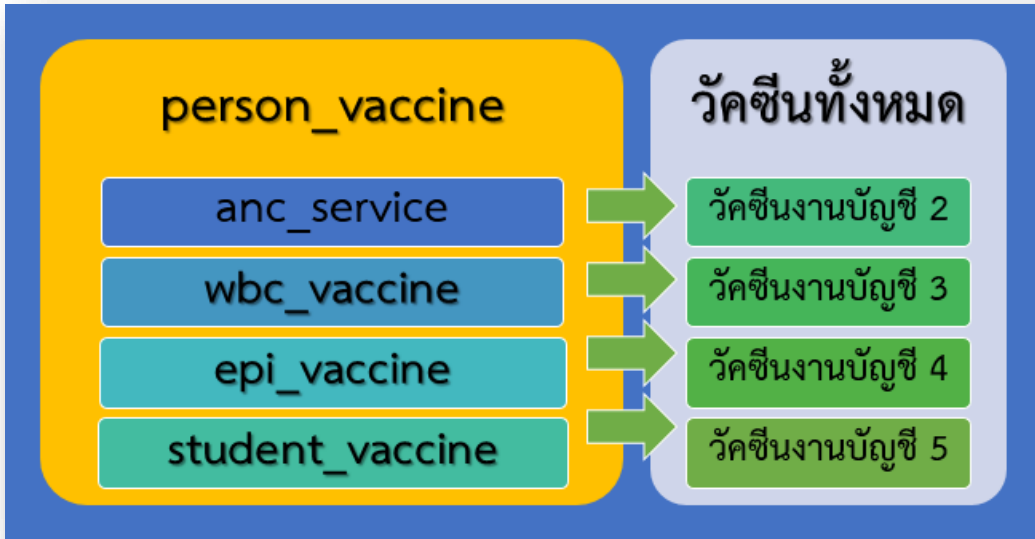 person_vaccine
วัคซีนทั้งหมด
anc_service
วัคซีนงานบัญชี 2
wbc_vaccine
วัคซีนงานบัญชี 3
epi_vaccine
วัคซีนงานบัญชี 4
student_vaccine
วัคซีนงานบัญชี 5